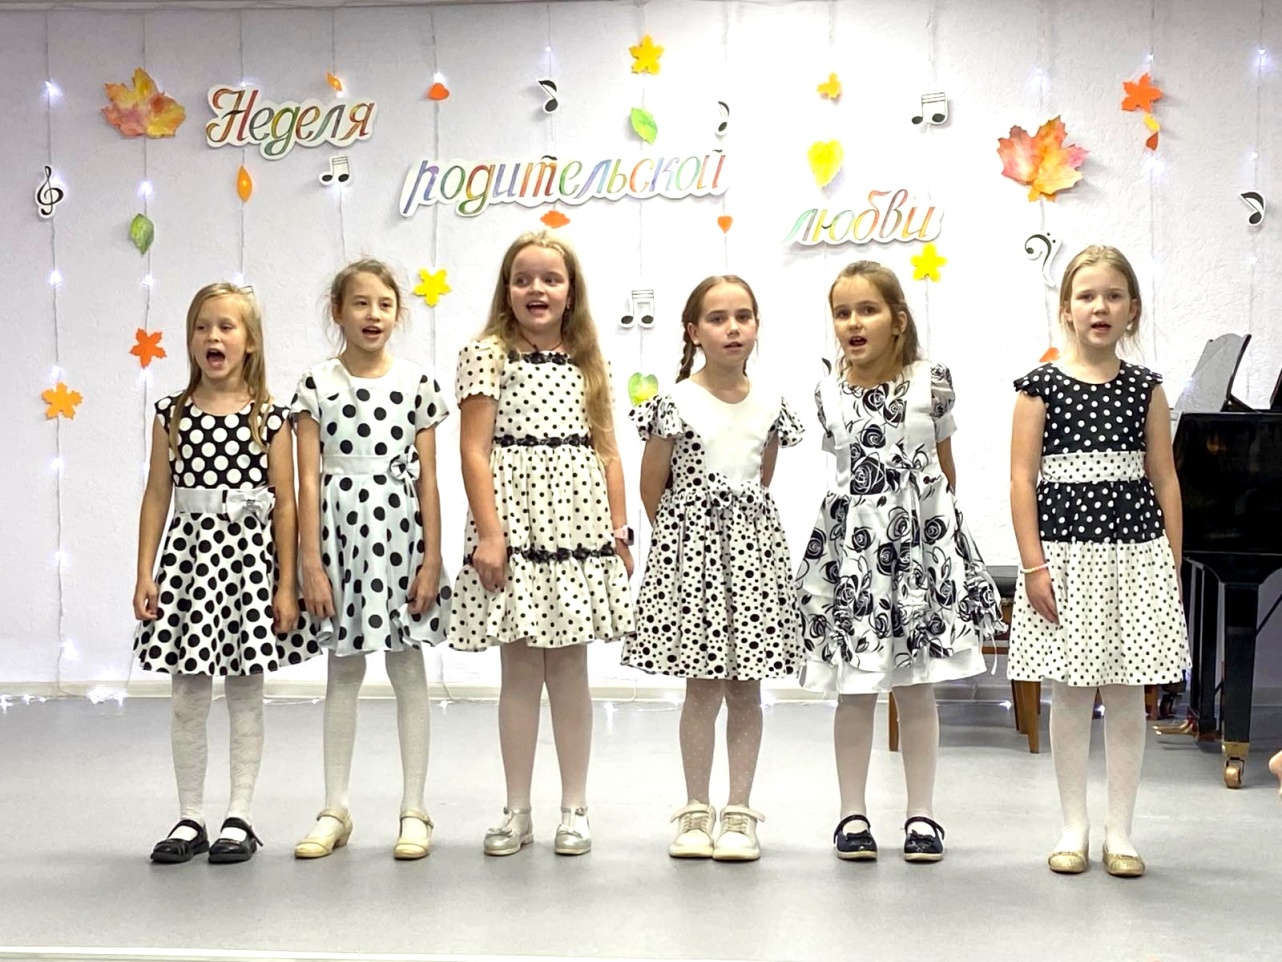 Неделя
родительской
любви